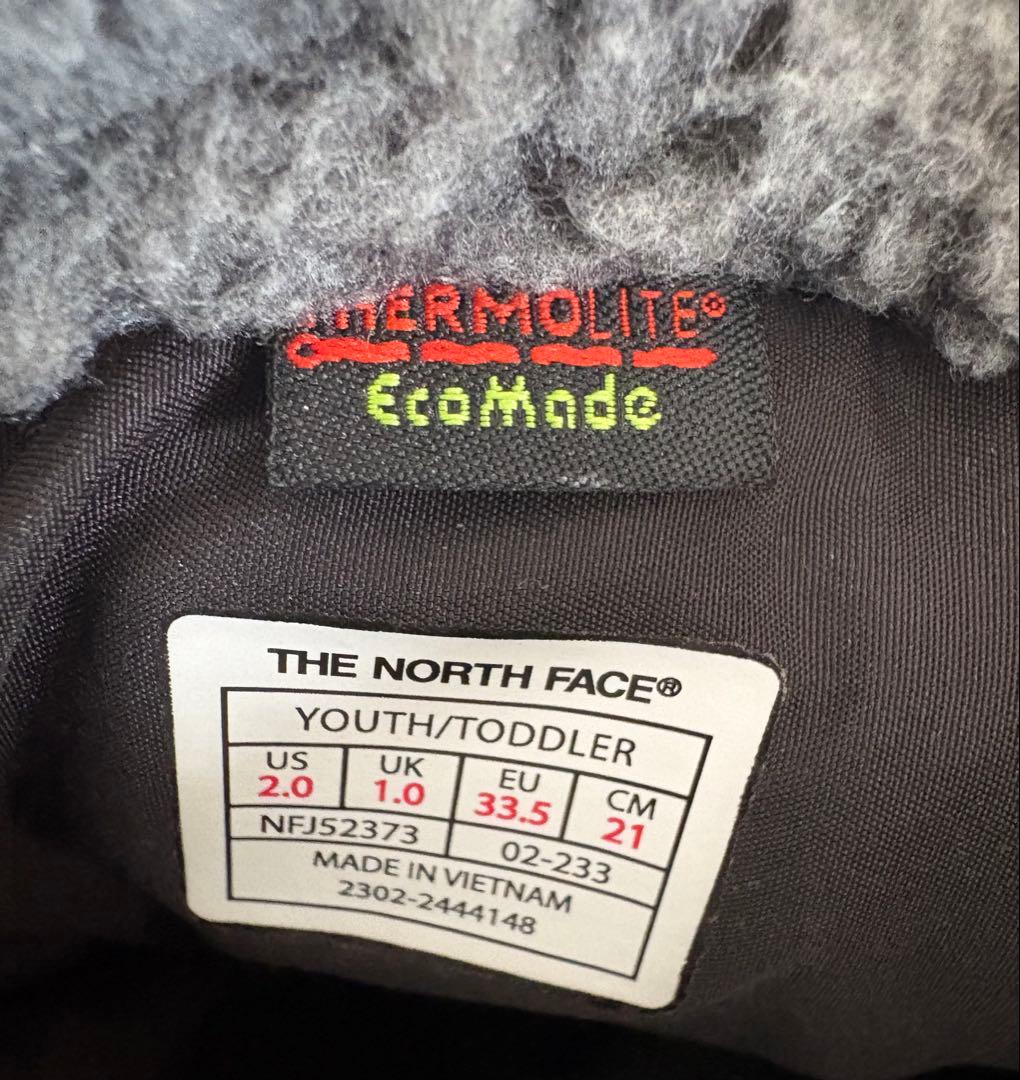 THERMOLITE®
EcoMade
THE NORTH FACE®
YOUTH/TODDLER
US UK EU CM
2.0 1.0 33.5 21
NFJ52373 02-233
MADE IN VIETNAM
2302-2444148